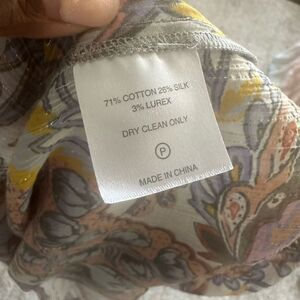 71% COTTON 26% SILK
3% LUREX
DRY CLEAN ONLY
P
MADE IN CHINA